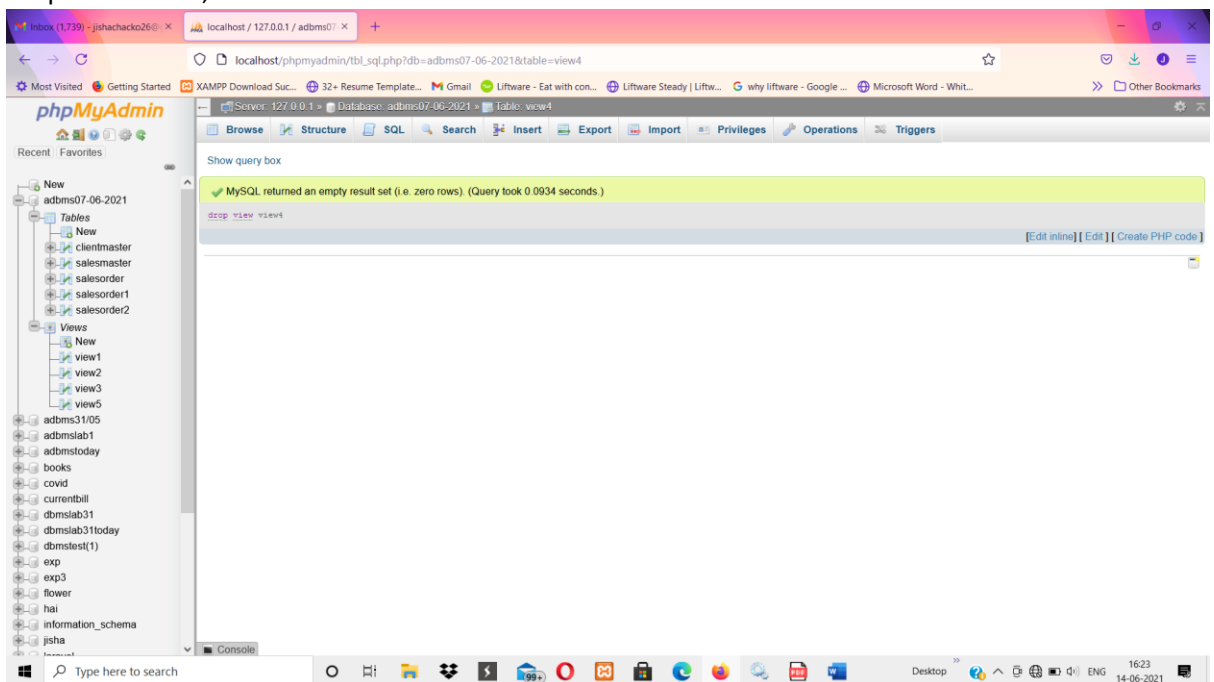 Inbox (1,739) - jishachacko26@
localhost / 127.0.0.1 / adbms07
localhost/phpmyadmin/tbl_sql.php?db=adbms07-06-2021&table=view4
Most Visited Getting Started XAMPP Download Suc... 32+ Resume Template... Gmail Liftware - Eat with con... Liftware Steady | Liftw... why liftware - Google ... Microsoft Word - Whit... Other Bookmarks
phpMyAdmin
Recent Favorites
New
adbms07-06-2021
Tables
New
clientmaster
salesmaster
salesorder
salesorder1
salesorder2
Views
New
view1
view2
view3
view5
adbms31/05
adbmslab1
adbmstoday
books
covid
currentbill
dbmslab31
dbmslab31today
dbmstest(1)
exp
exp3
flower
hai
information_schema
jisha
Server: 127.0.0.1 » Database: adbms07-06-2021 » Table: view4
Browse Structure SQL Search Insert Export Import Privileges Operations Triggers
Show query box
MySQL returned an empty result set (i.e. zero rows). (Query took 0.0934 seconds.)
drop view view4
[Edit inline] [ Edit ] [ Create PHP code ]
Console
Type here to search
99+
Desktop
ENG
16:23
14-06-2021